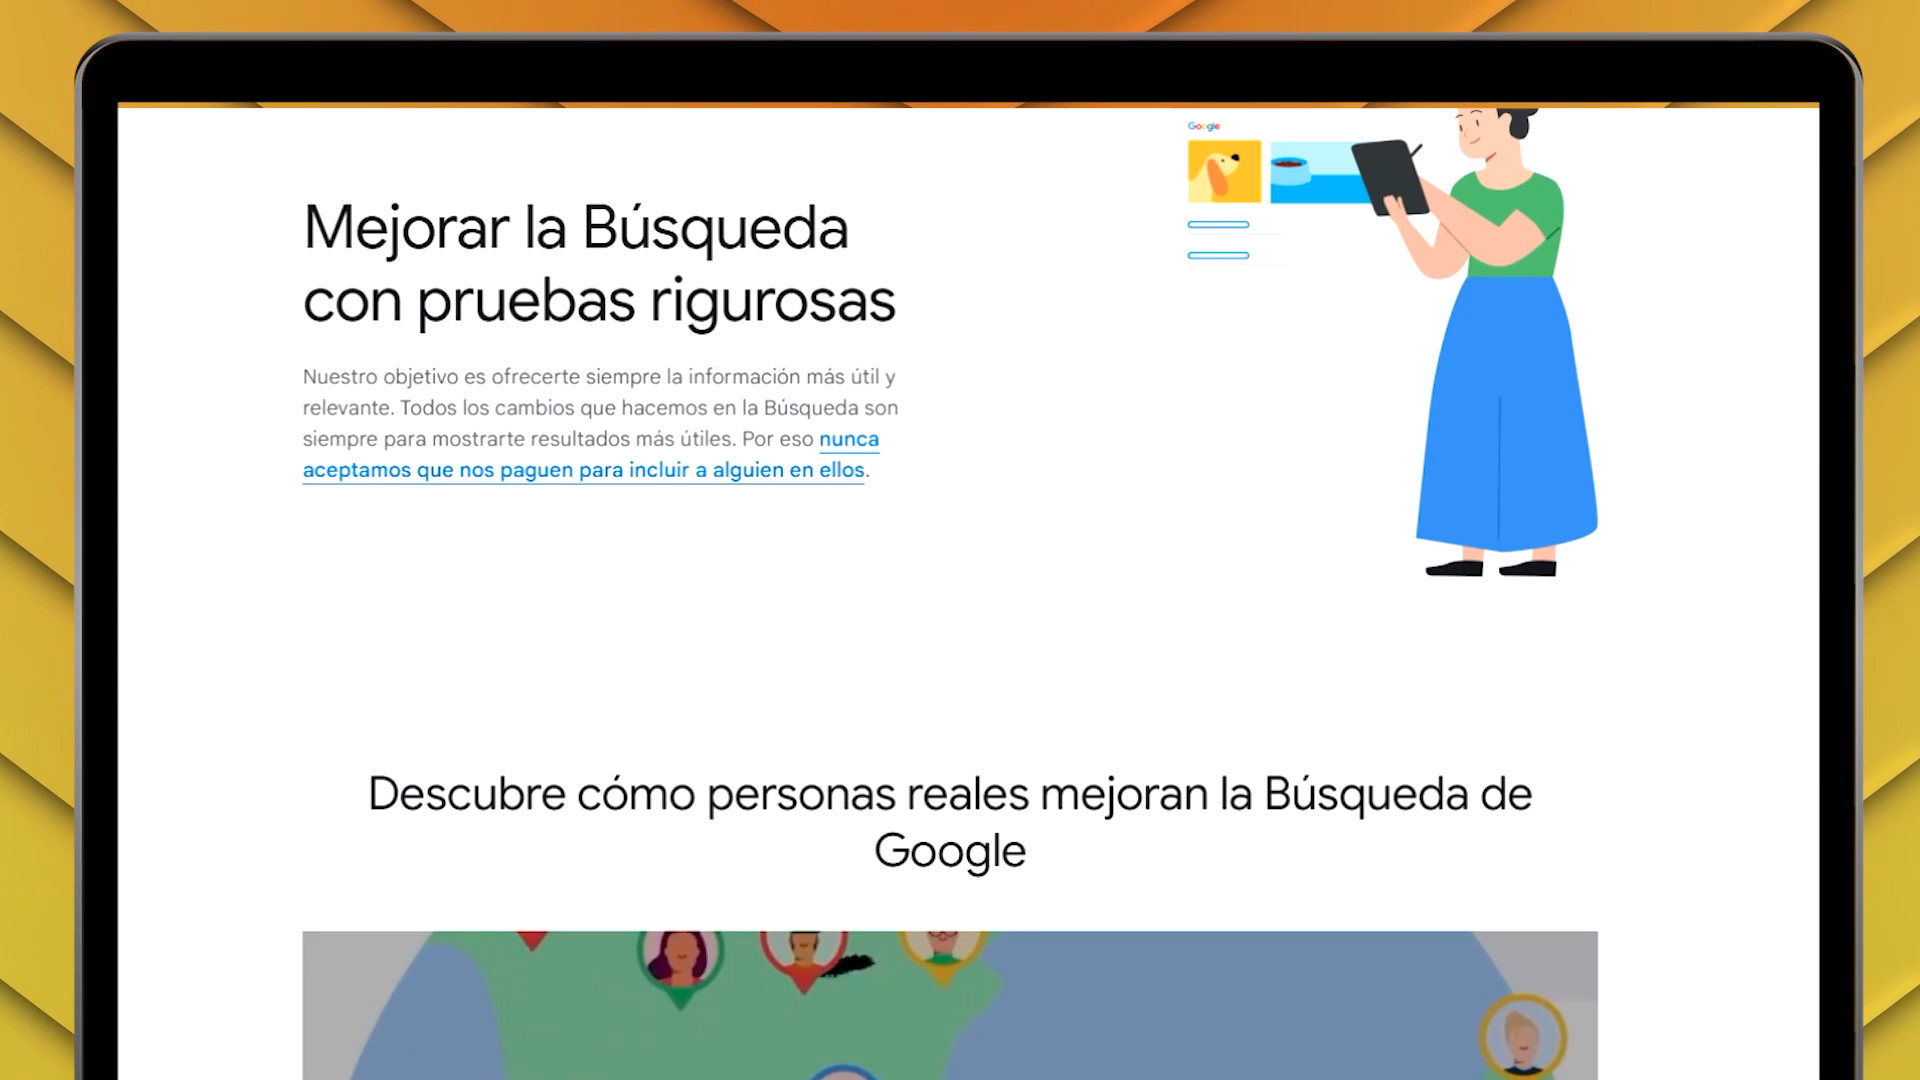 Google
Mejorar la Búsqueda
con pruebas rigurosas
Nuestro objetivo es ofrecerte siempre la información más útil y
relevante. Todos los cambios que hacemos en la Búsqueda son
siempre para mostrarte resultados más útiles. Por eso nunca
aceptamos que nos paguen para incluir a alguien en ellos.
Descubre cómo personas reales mejoran la Búsqueda de
Google